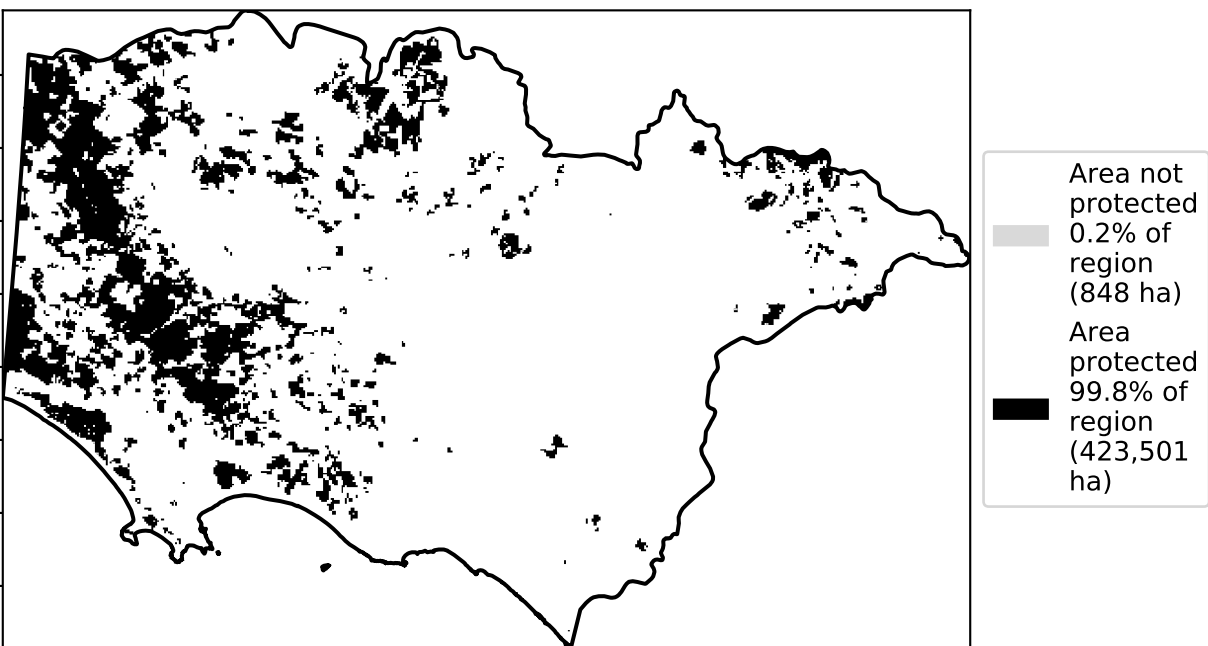 Area not
protected
0.2% of
region
(848 ha)
Area
protected
99.8% of
region
(423,501
ha)